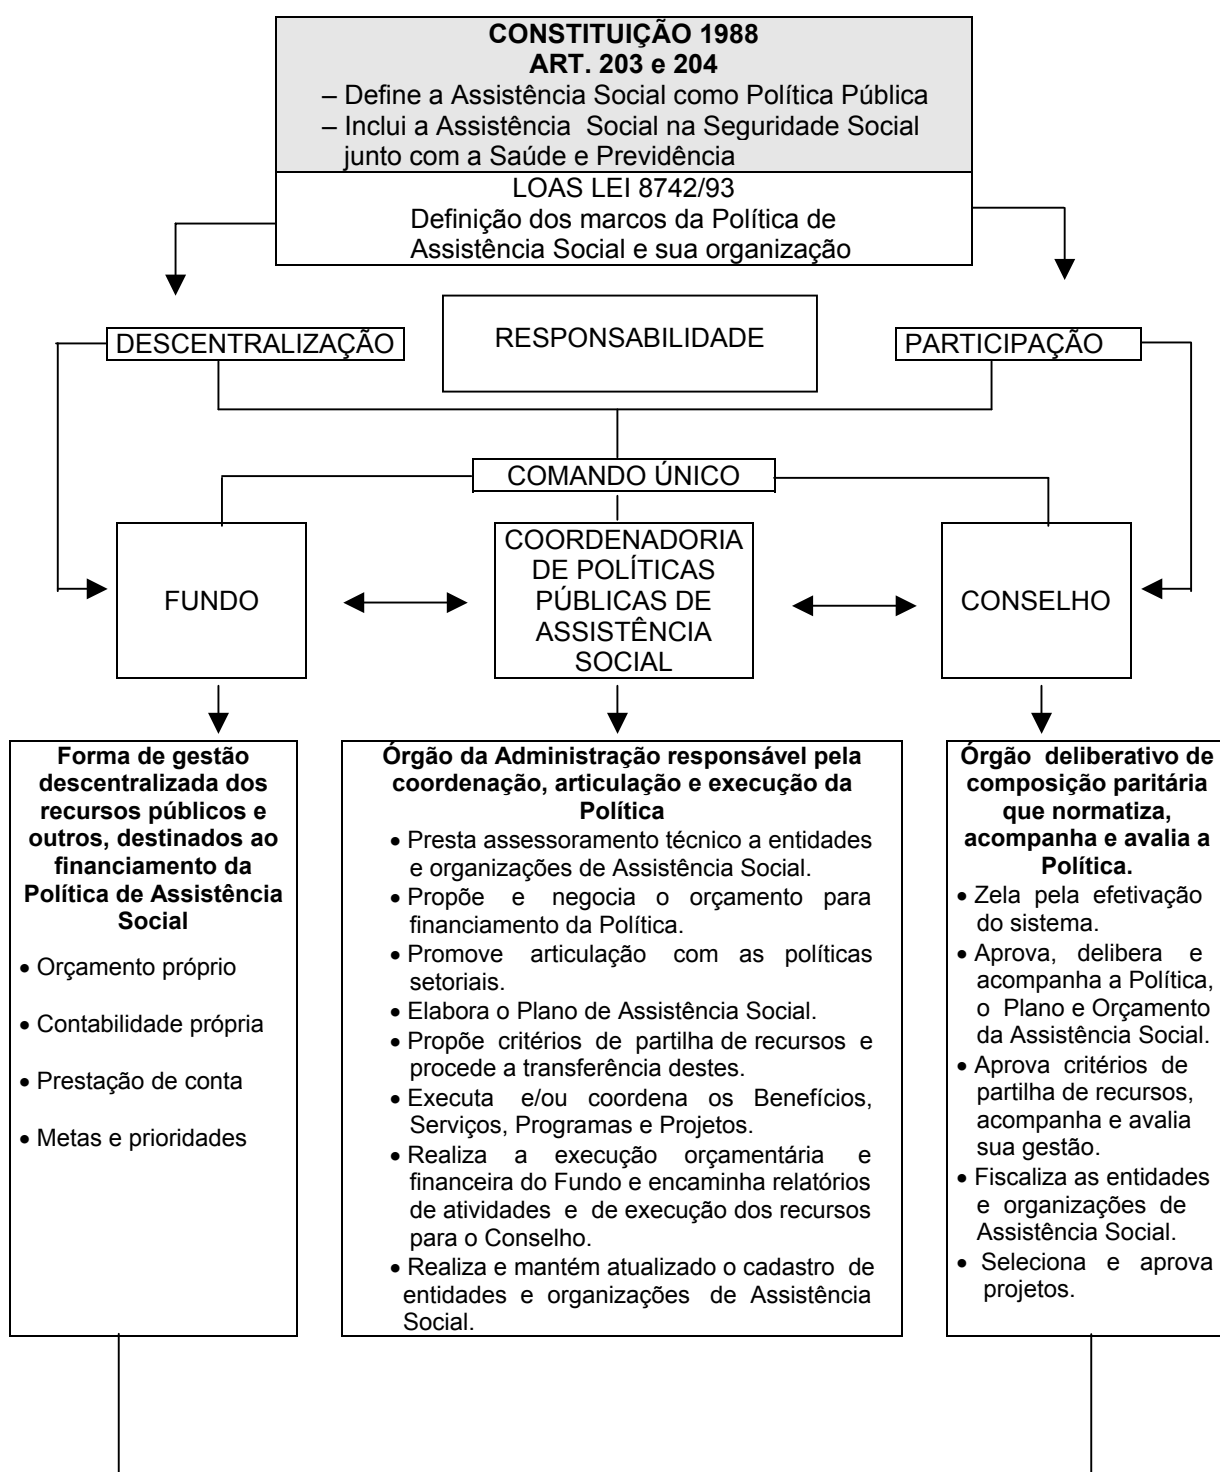 CONSTITUIÇÃO 1988
ART. 203 e 204
– Define a Assistência Social como Política Pública
– Inclui a Assistência Social na Seguridade Social
junto com a Saúde e Previdência
LOAS LEI 8742/93
Definição dos marcos da Política de
Assistência Social e sua organização
DESCENTRALIZAÇÃO
RESPONSABILIDADE
PARTICIPAÇÃO
COMANDO ÚNICO
FUNDO
COORDENADORIA
DE POLÍTICAS
PÚBLICAS DE
ASSISTÊNCIA
SOCIAL
CONSELHO
Forma de gestão
descentralizada dos
recursos públicos e
outros, destinados ao
financiamento da
Política de Assistência
Social
• Orçamento próprio
• Contabilidade própria
• Prestação de conta
• Metas e prioridades
Órgão da Administração responsável pela
coordenação, articulação e execução da
Política
• Presta assessoramento técnico a entidades
e organizações de Assistência Social.
• Propõe e negocia o orçamento para
financiamento da Política.
• Promove articulação com as políticas
setoriais.
• Elabora o Plano de Assistência Social.
• Propõe critérios de partilha de recursos e
procede a transferência destes.
• Executa e/ou coordena os Benefícios,
Serviços, Programas e Projetos.
• Realiza a execução orçamentária e
financeira do Fundo e encaminha relatórios
de atividades e de execução dos recursos
para o Conselho.
• Realiza e mantém atualizado o cadastro de
entidades e organizações de Assistência
Social.
Órgão deliberativo de
composição paritária
que normatiza,
acompanha e avalia a
Política.
• Zela pela efetivação
do sistema.
• Aprova, delibera e
acompanha a Política,
o Plano e Orçamento
da Assistência Social.
• Aprova critérios de
partilha de recursos,
acompanha e avalia
sua gestão.
• Fiscaliza as entidades
e organizações de
Assistência Social.
• Seleciona e aprova
projetos.